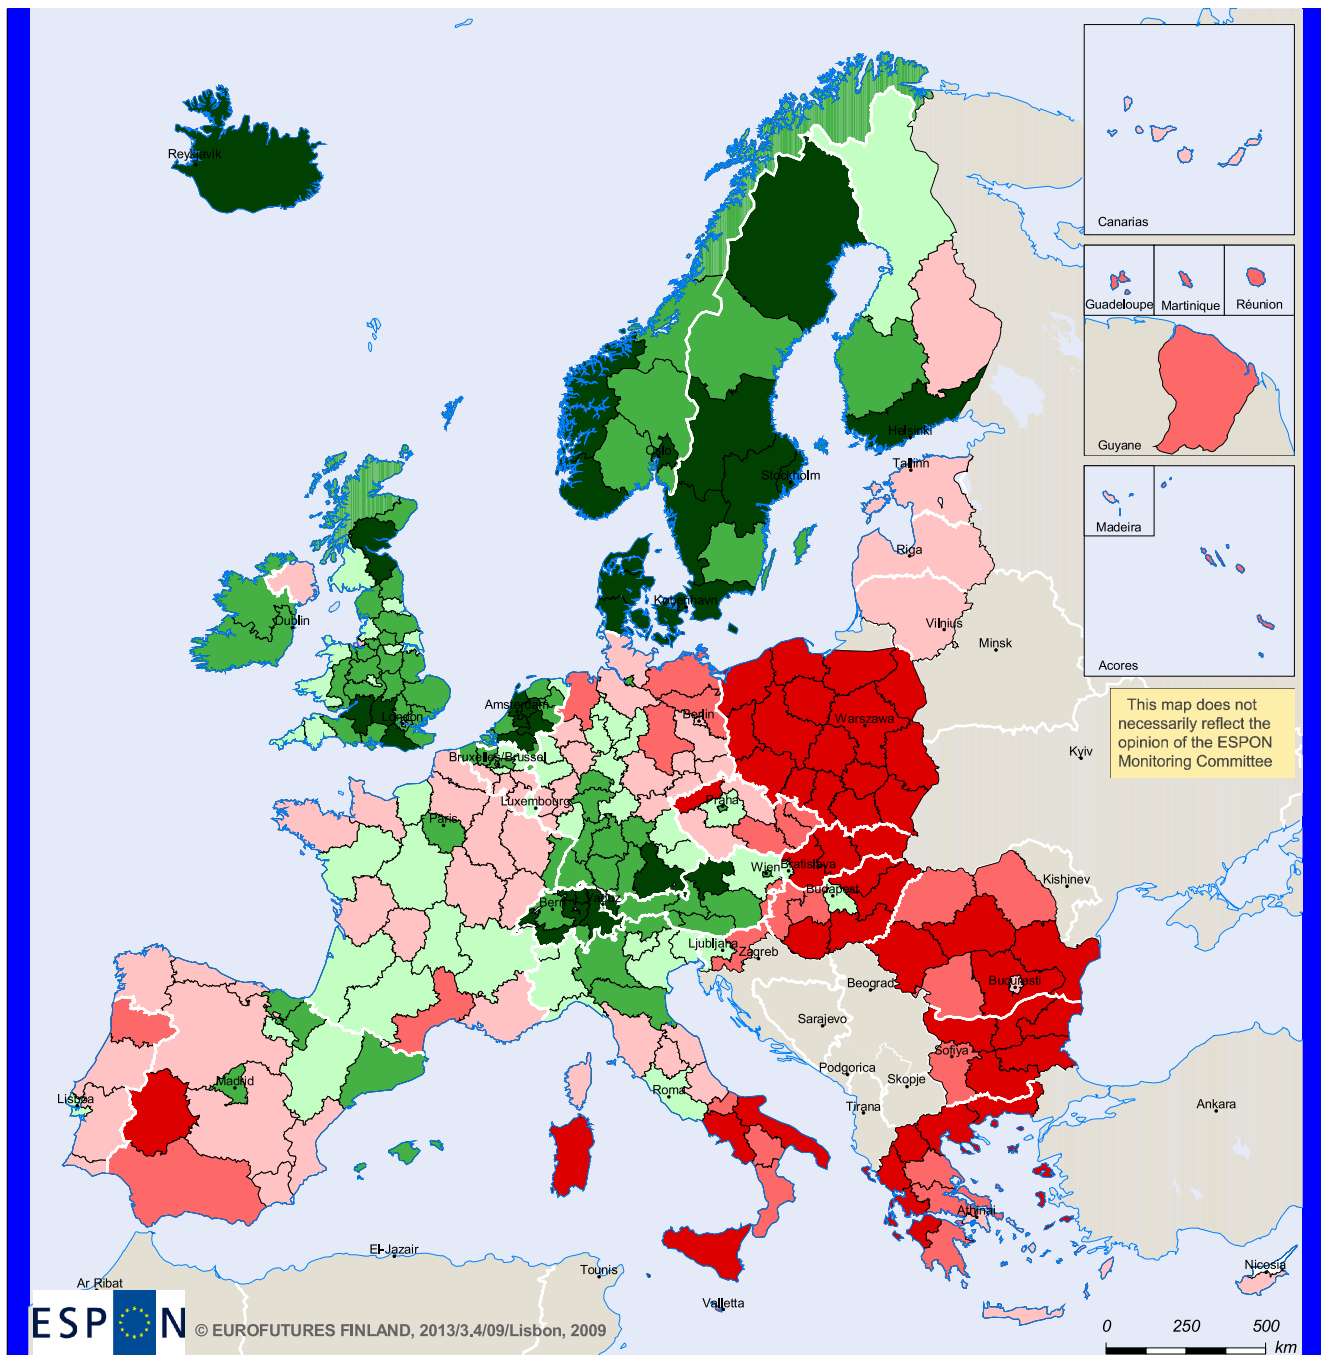 Reykjavik
Canarias
Guadeloupe
Martinique
Réunion
Guyane
Helsinki
Oslo
Tallinn
Stockholm
Madeira
Riga
København
Dublin
Vilnius
Minsk
Acores
Amsterdam
London
Berlin
Warszawa
This map does not
necessarily reflect the
opinion of the ESPON
Monitoring Committee
Kyiv
Bruxelles/Brussel
Luxembourg
Praha
Paris
Wien
Bratislava
Kishinev
Budapest
Bern
Vaduz
Ljubljana
Zagreb
Beograd
Bucuresti
Sarajevo
Sofiya
Madrid
Podgorica
Skopje
Roma
Lisboa
Tirana
Ankara
Athinai
El-Jazair
Tounis
Nicosia
Ar Ribat
Valletta
ESPON
© EUROFUTURES FINLAND, 2013/3.4/09/Lisbon, 2009
0 250 500
km